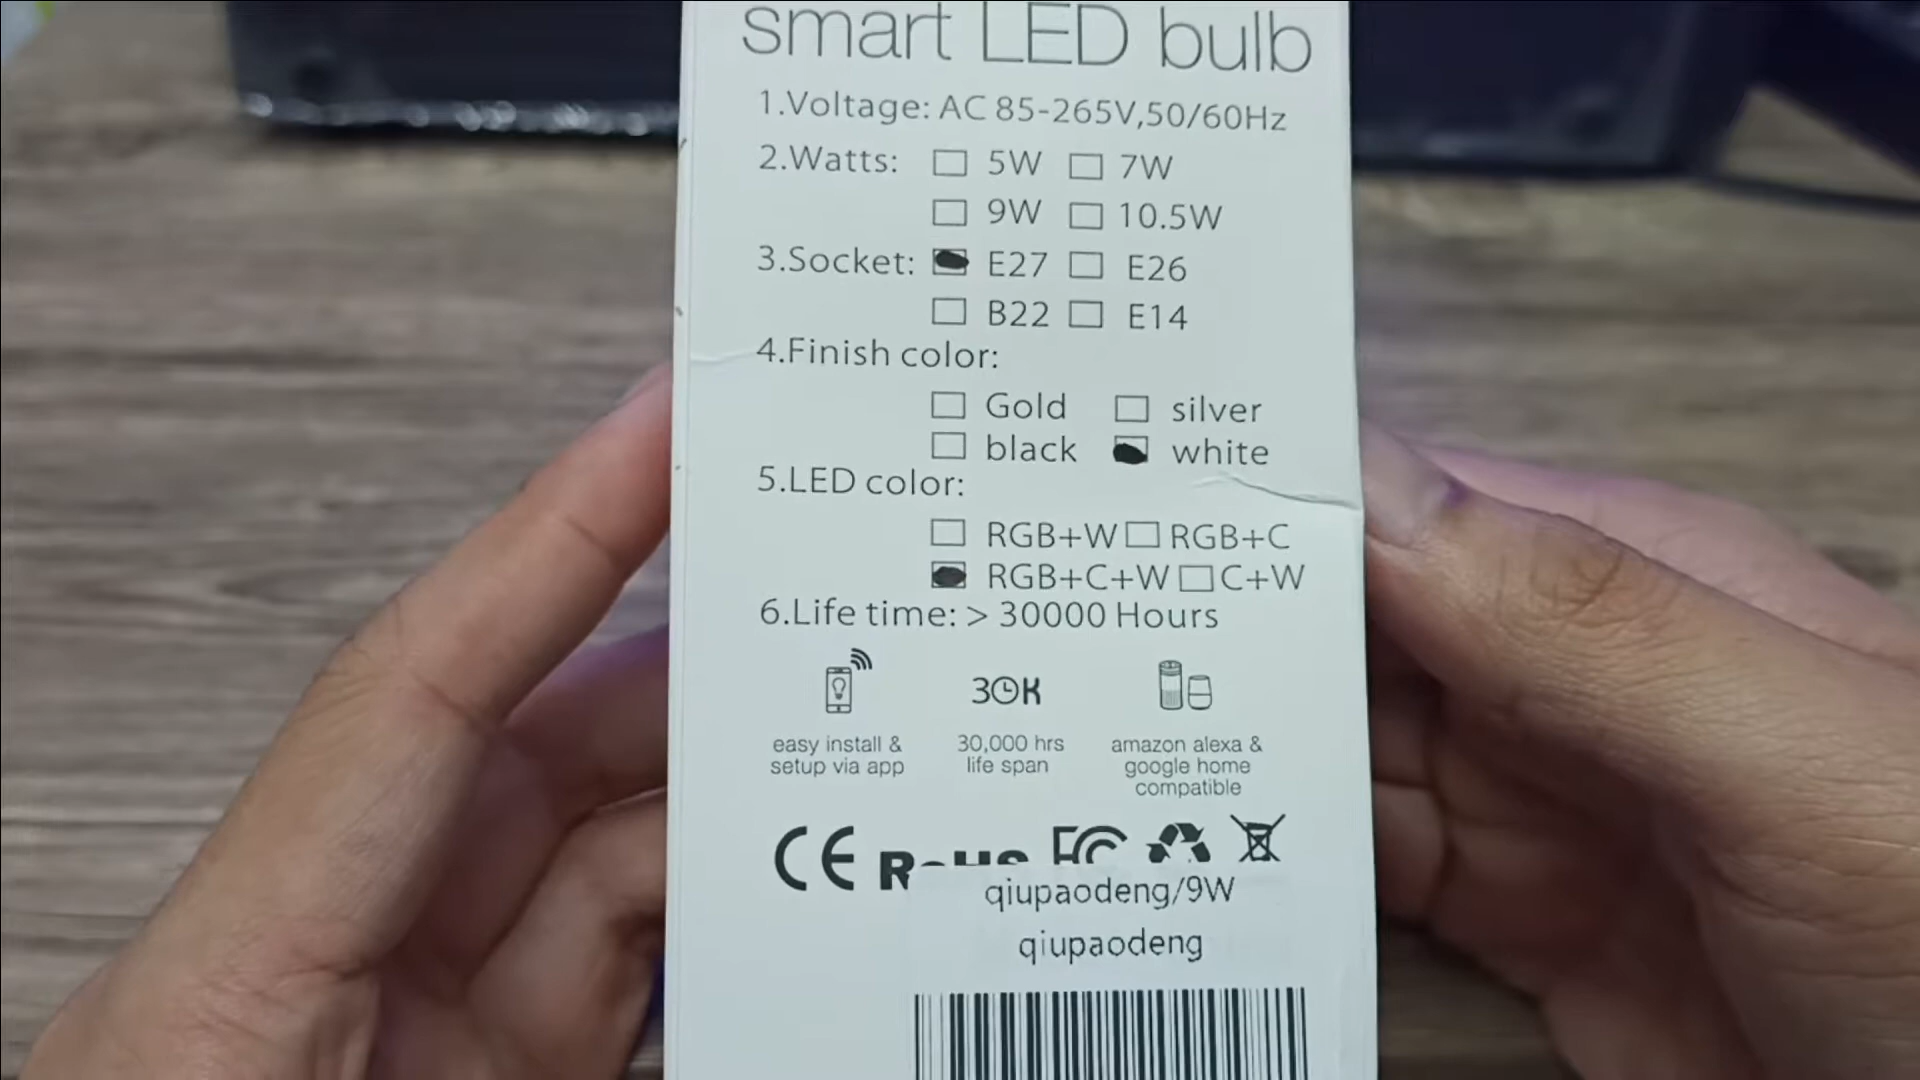 smart LED bulb
1.Voltage: AC 85-265V,50/60Hz
2.Watts: 5W 7W
9W 10.5W
3.Socket: E27 E26
B22 E14
4.Finish color:
Gold silver
black white
5.LED color:
RGB+W RGB+C
RGB+C+W C+W
6.Life time: > 30000 Hours
30K
easy install &
setup via app
30,000 hrs
life span
amazon alexa &
google home
compatible
CE RoHS FC
qiupaodeng/9W
qiupaodeng